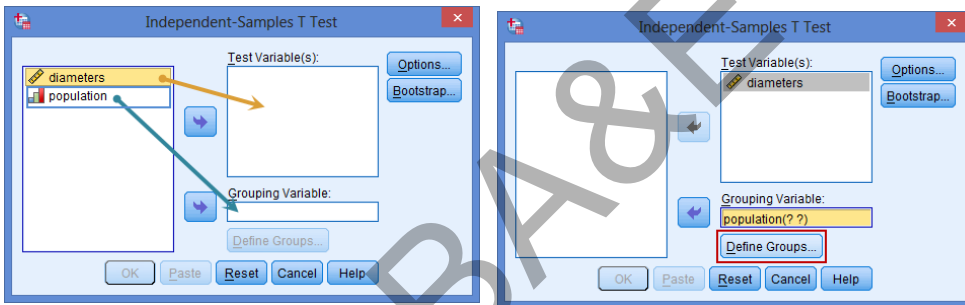 Independent-Samples T Test
diameters
population
Test Variable(s):
Options...
Bootstrap...
Grouping Variable:
Define Groups...
OK Paste Reset Cancel Help
Independent-Samples T Test
Test Variable(s):
diameters
Options...
Bootstrap...
Grouping Variable:
population(? ?)
Define Groups...
OK Paste Reset Cancel Help
BA&E